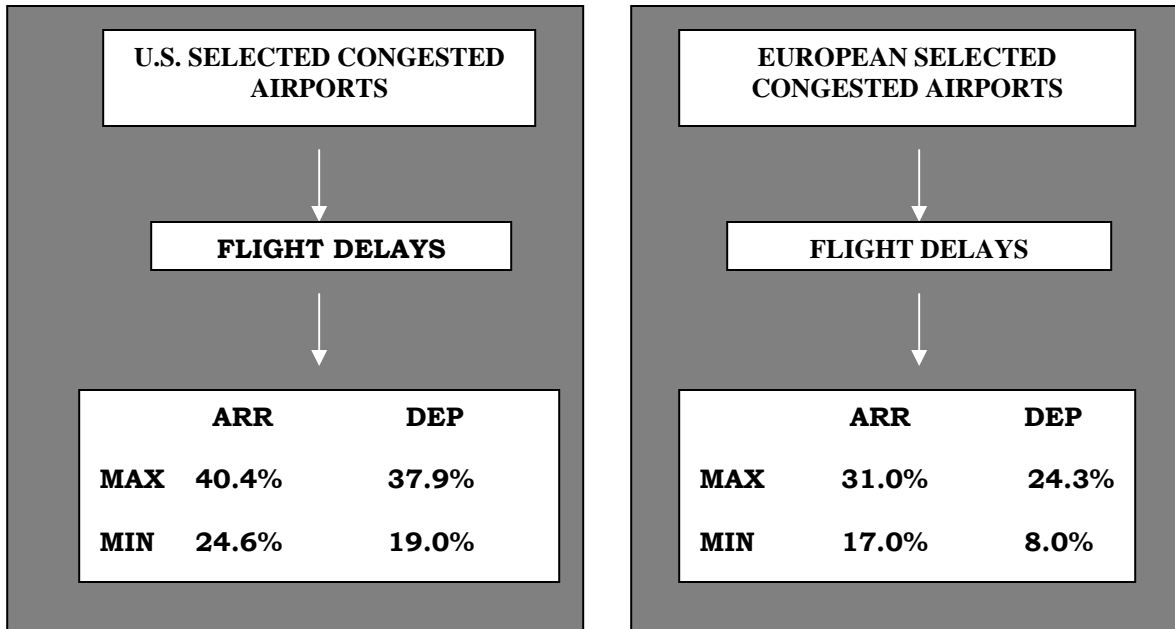 U.S. SELECTED CONGESTED
AIRPORTS
FLIGHT DELAYS
ARR DEP
MAX 40.4% 37.9%
MIN 24.6% 19.0%
EUROPEAN SELECTED
CONGESTED AIRPORTS
FLIGHT DELAYS
ARR DEP
MAX 31.0% 24.3%
MIN 17.0% 8.0%